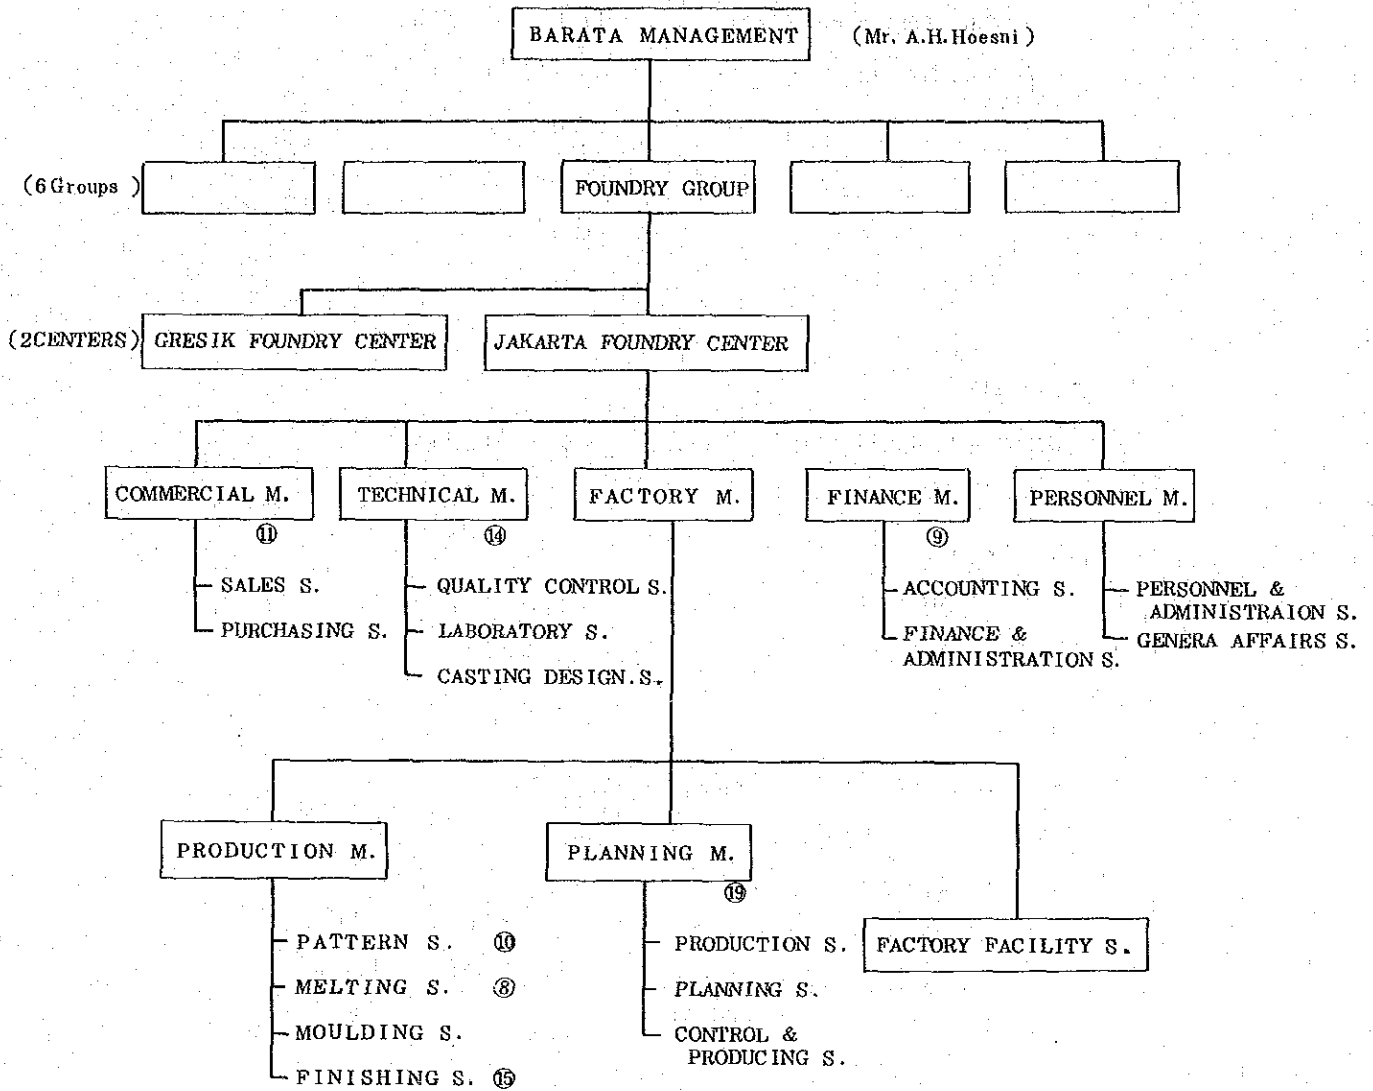 BARATA MANAGEMENT (Mr. A.H.Hoesni)
(6Groups)
FOUNDRY GROUP
(2CENTERS) GRESIK FOUNDRY CENTER JAKARTA FOUNDRY CENTER
COMMERCIAL M. TECHNICAL M. FACTORY M. FINANCE M. PERSONNEL M.
⑪ ⑭ ⑨
SALES S.
PURCHASING S.
QUALITY CONTROL S.
LABORATORY S.
CASTING DESIGN.S.
ACCOUNTING S.
FINANCE &
ADMINISTRATION S.
PERSONNEL &
ADMINISTRAION S.
GENERA AFFAIRS S.
PRODUCTION M. PLANNING M.
⑲
PATTERN S. ⑩
MELTING S. ⑧
MOULDING S.
FINISHING S. ⑮
PRODUCTION S.
PLANNING S.
CONTROL &
PRODUCING S.
FACTORY FACILITY S.